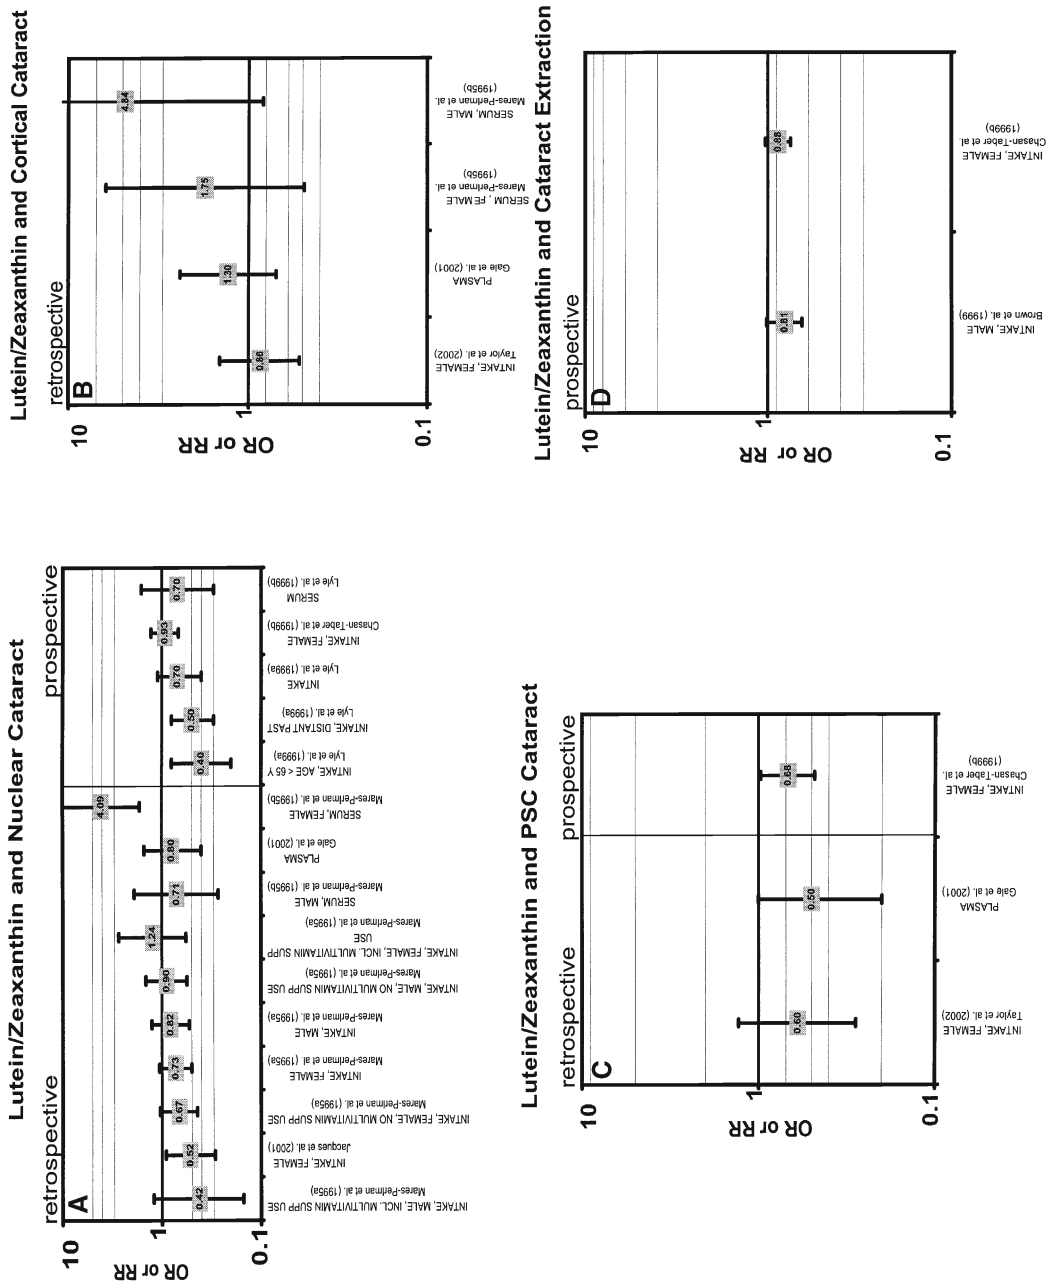 Lutein/Zeaxanthin and Nuclear Cataract
retrospective
prospective
A
10
1
0.1
OR or RR
0.42
0.52
0.67
0.73
0.82
0.90
1.24
0.71
0.80
4.09
0.40
0.50
0.70
0.93
0.70
INTAKE, MALE, INCL. MULTIVITAMIN SUPP USE
Mares-Perlman et al. (1995a)
INTAKE, FEMALE
Jacques et al. (2001)
INTAKE, FEMALE, NO MULTIVITAMIN SUPP USE
Mares-Perlman et al. (1995a)
INTAKE, FEMALE
Mares-Perlman et al. (1995a)
INTAKE, MALE
Mares-Perlman et al. (1995a)
INTAKE, MALE, NO MULTIVITAMIN SUPP USE
Mares-Perlman et al. (1995a)
INTAKE, FEMALE, INCL. MULTIVITAMIN SUPP
USE
Mares-Perlman et al. (1995a)
SERUM, MALE
Mares-Perlman et al. (1995b)
PLASMA
Gale et al. (2001)
SERUM, FEMALE
Mares-Perlman et al. (1995b)
INTAKE, AGE < 65 Y
Lyle et al. (1999a)
INTAKE, DISTANT PAST
Lyle et al. (1999a)
INTAKE
Lyle et al. (1999a)
INTAKE, FEMALE
Chasan-Taber et al. (1999b)
SERUM
Lyle et al. (1999b)
Lutein/Zeaxanthin and Cortical Cataract
retrospective
B
10
1
0.1
OR or RR
0.86
1.30
1.75
4.84
INTAKE, FEMALE
Taylor et al. (2002)
PLASMA
Gale et al. (2001)
SERUM , FEMALE
Mares-Perlman et al.
(1995b)
SERUM, MALE
Mares-Perlman et al.
(1995b)
Lutein/Zeaxanthin and PSC Cataract
retrospective
prospective
C
10
1
0.1
OR or RR
0.60
0.50
0.68
INTAKE, FEMALE
Taylor et al. (2002)
PLASMA
Gale et al. (2001)
INTAKE, FEMALE
Chasan-Taber et al.
(1999b)
Lutein/Zeaxanthin and Cataract Extraction
prospective
D
10
1
0.1
OR or RR
0.81
0.88
INTAKE, MALE
Brown et al. (1999)
INTAKE, FEMALE
Chasan-Taber et al
(1999b)